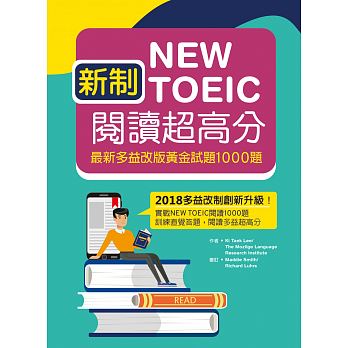 NEW
新制 TOEIC
閱讀超高分
最新多益改版黃金試題1000題
2018多益改制創新升級！
實戰NEW TOEIC閱讀1000題
訓練直覺答題，閱讀多益超高分
作者 • Ki Taek Lee/
The Mozilge Language
Research Institute
審訂 • Maddie Smith/
Richard Luhrs
READ